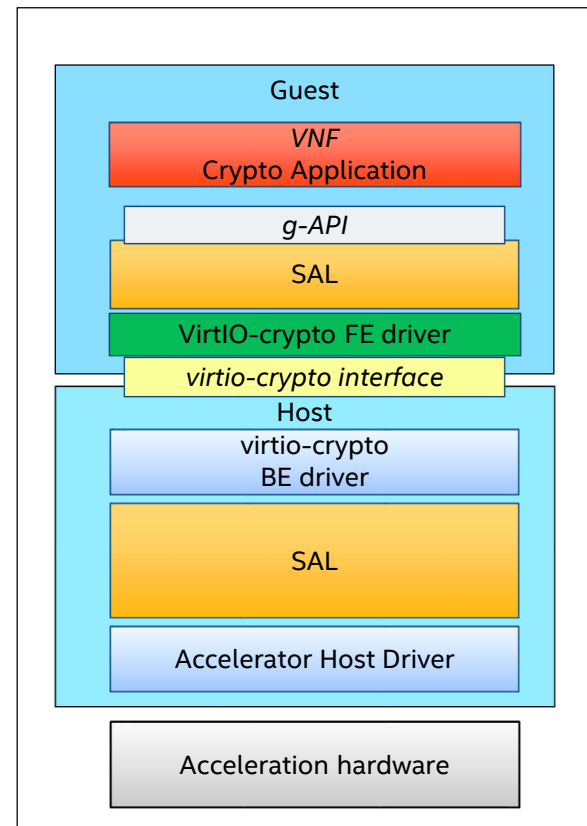 Guest
VNF
Crypto Application
g-API
SAL
VirtIO-crypto FE driver
virtio-crypto interface
Host
virtio-crypto
BE driver
SAL
Accelerator Host Driver
Acceleration hardware